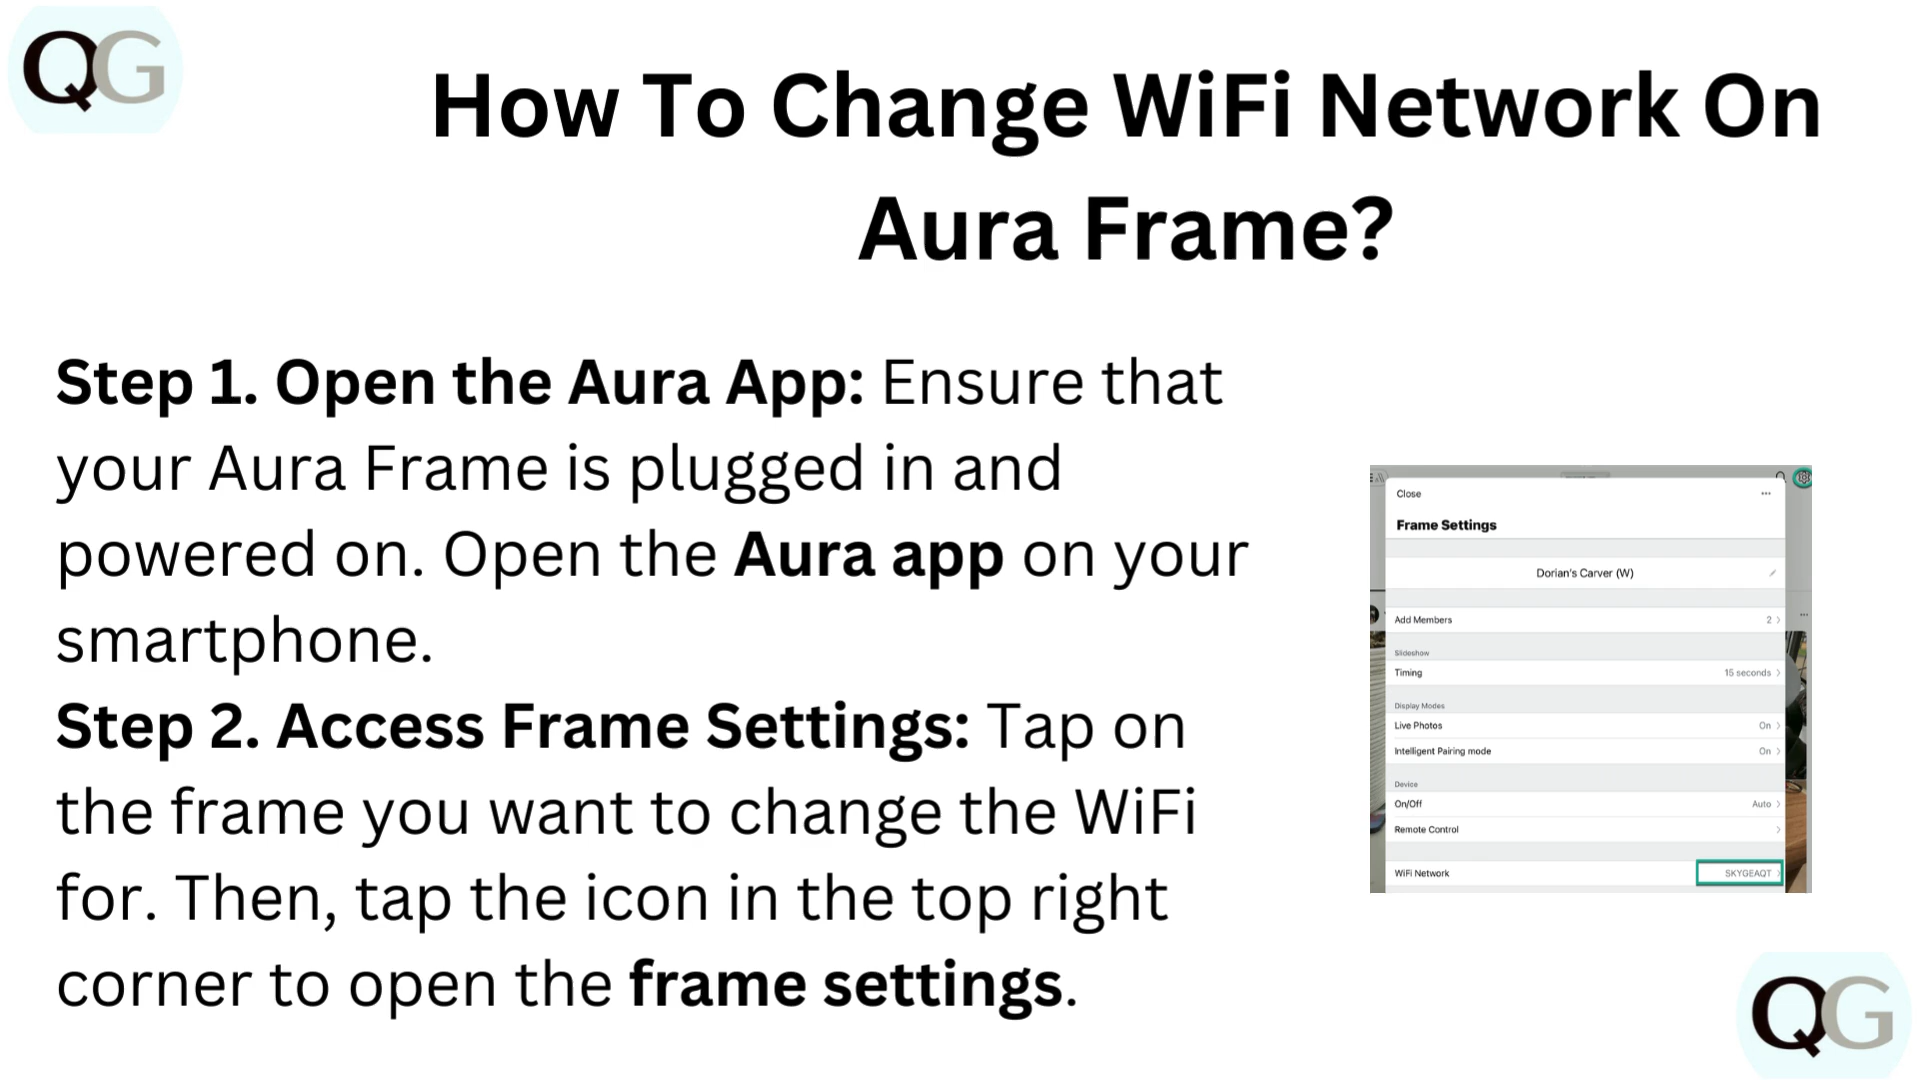 QG
How To Change WiFi Network On
Aura Frame?
Step 1. Open the Aura App: Ensure that
your Aura Frame is plugged in and
powered on. Open the Aura app on your
smartphone.
Step 2. Access Frame Settings: Tap on
the frame you want to change the WiFi
for. Then, tap the icon in the top right
corner to open the frame settings.
Close
Frame Settings
Dorian's Carver (W)
Add Members 2
Slideshow
Timing 15 seconds
Display Modes
Live Photos On
Intelligent Pairing mode On
Device
On/Off Auto
Remote Control
WiFi Network SKYGEAQT
QG